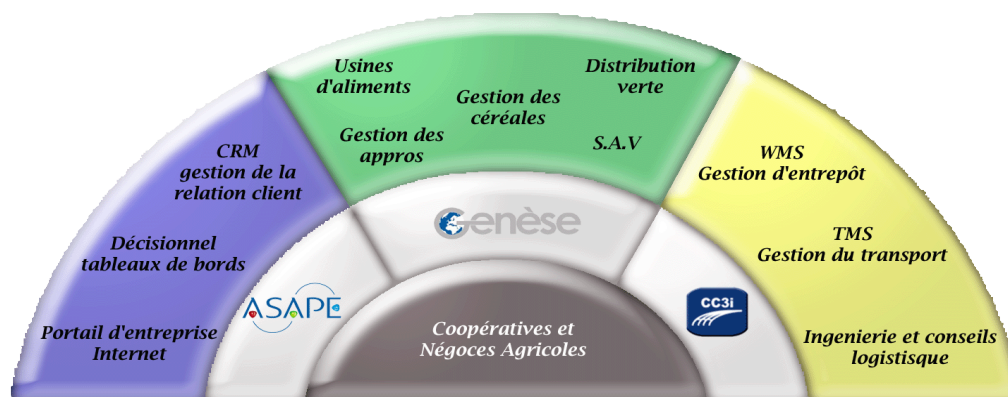 Usines
d'aliments
Distribution
verte
Gestion des
céréales
Gestion des
appros
S.A.V
CRM
gestion de la
relation client
Décisionnel
tableaux de bords
Portail d'entreprise
Internet
WMS
Gestion d'entrepôt
TMS
Gestion du transport
Ingenierie et conseils
logistisque
Genèse
ASAPE
CC3i
Coopératives et
Négoces Agricoles